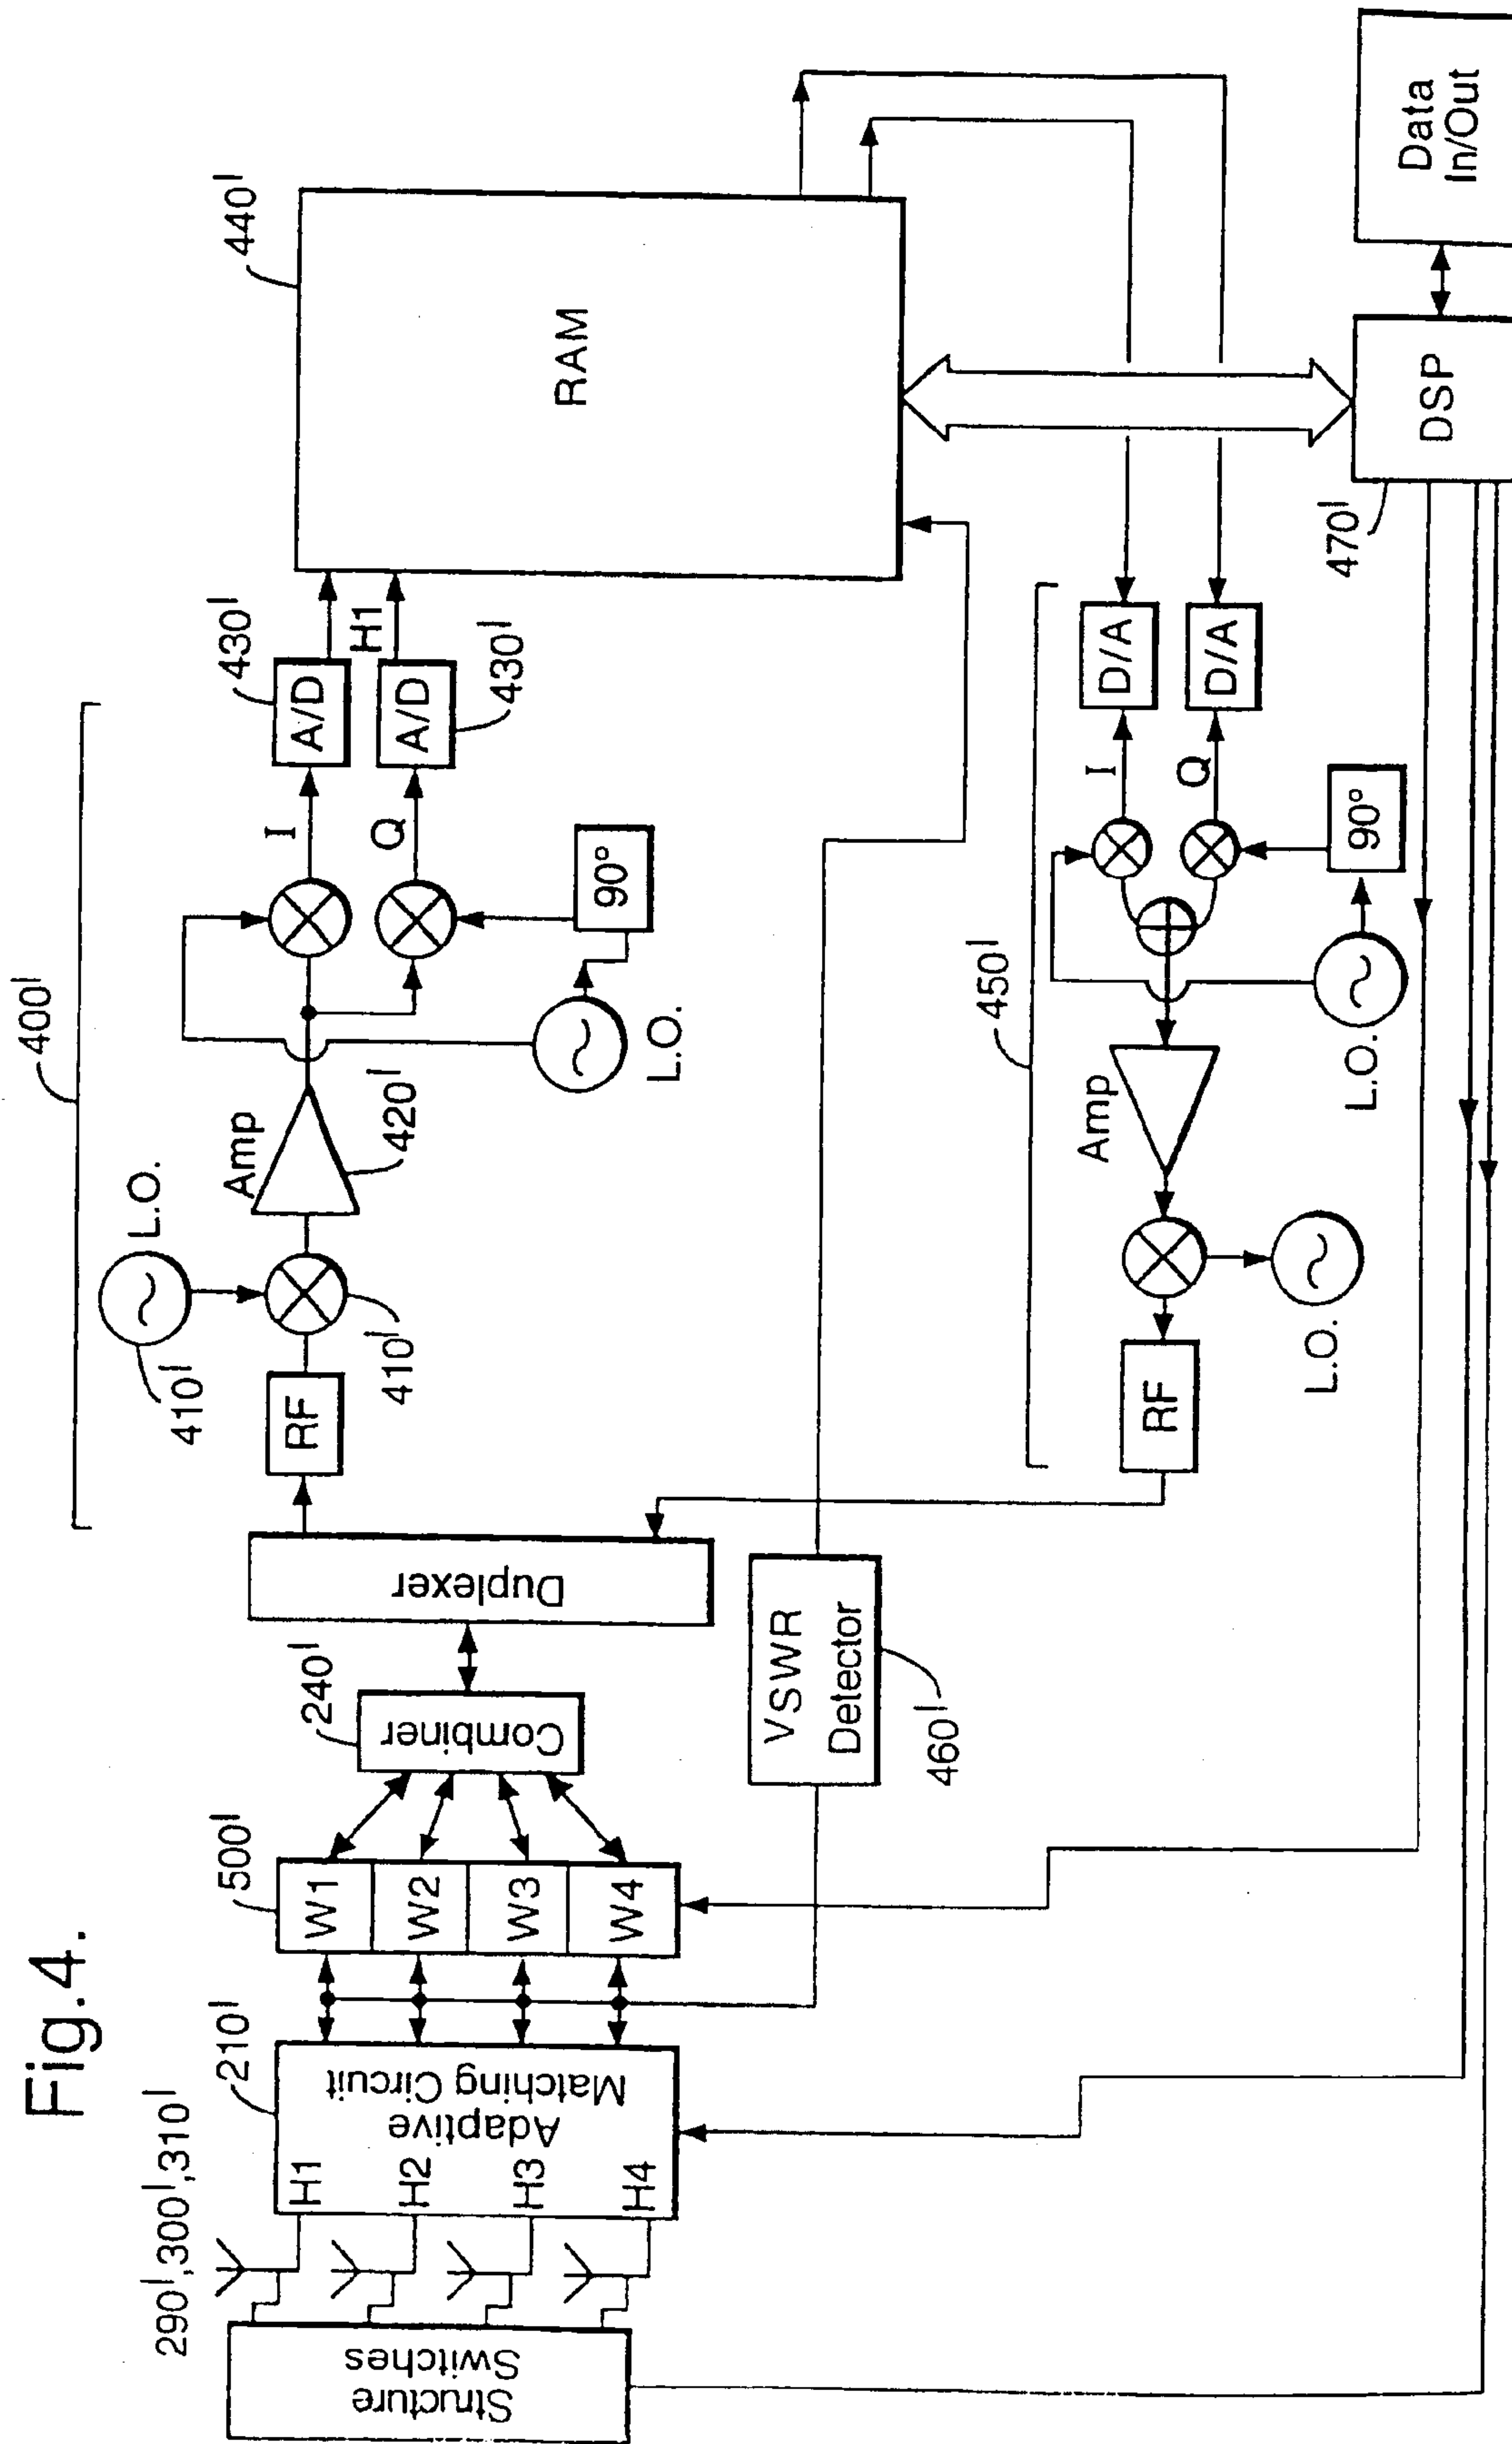 Fig.4.
290',300',310'
Structure
Switches
H1
H2
H3
H4
Adaptive
Matching Circuit
210'
W1
W2
W3
W4
500'
Combiner
240'
Duplexer
VSWR
Detector
460'
400'
RF
410'
L.O.
410'
Amp
420'
L.O.
90°
I
Q
A/D
430'
A/D
430'
H1
RAM
440'
450'
RF
L.O.
Amp
L.O.
90°
I
Q
D/A
D/A
DSP
470'
Data
In/Out